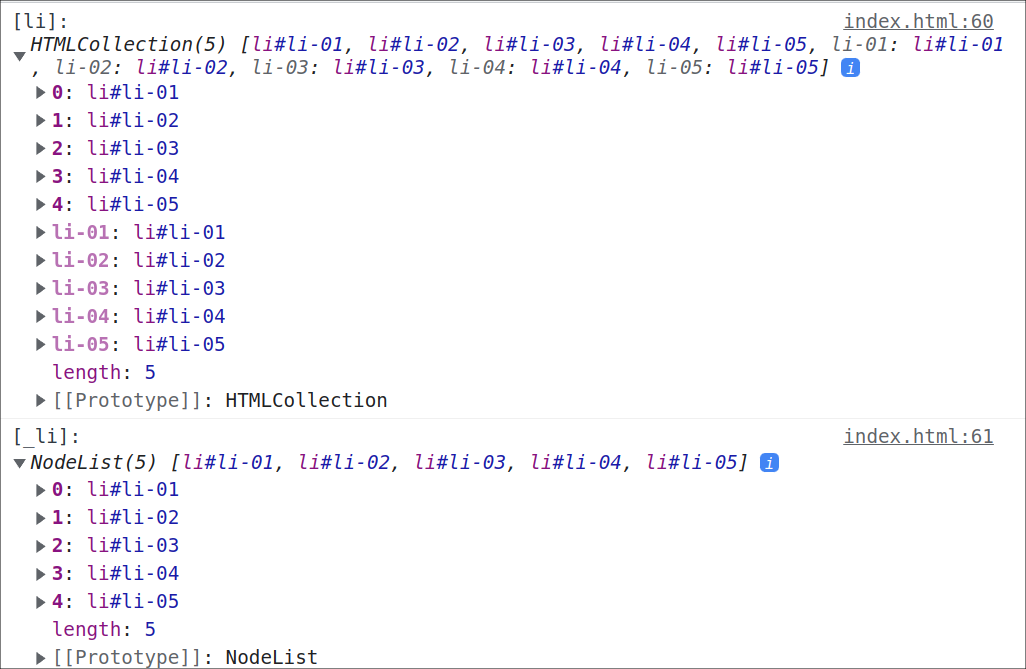 [li]: index.html:60
HTMLCollection(5) [li#li-01, li#li-02, li#li-03, li#li-04, li#li-05, li-01: li#li-01
, li-02: li#li-02, li-03: li#li-03, li-04: li#li-04, li-05: li#li-05] i
0: li#li-01
1: li#li-02
2: li#li-03
3: li#li-04
4: li#li-05
li-01: li#li-01
li-02: li#li-02
li-03: li#li-03
li-04: li#li-04
li-05: li#li-05
length: 5
[[Prototype]]: HTMLCollection
[_li]: index.html:61
NodeList(5) [li#li-01, li#li-02, li#li-03, li#li-04, li#li-05] i
0: li#li-01
1: li#li-02
2: li#li-03
3: li#li-04
4: li#li-05
length: 5
[[Prototype]]: NodeList